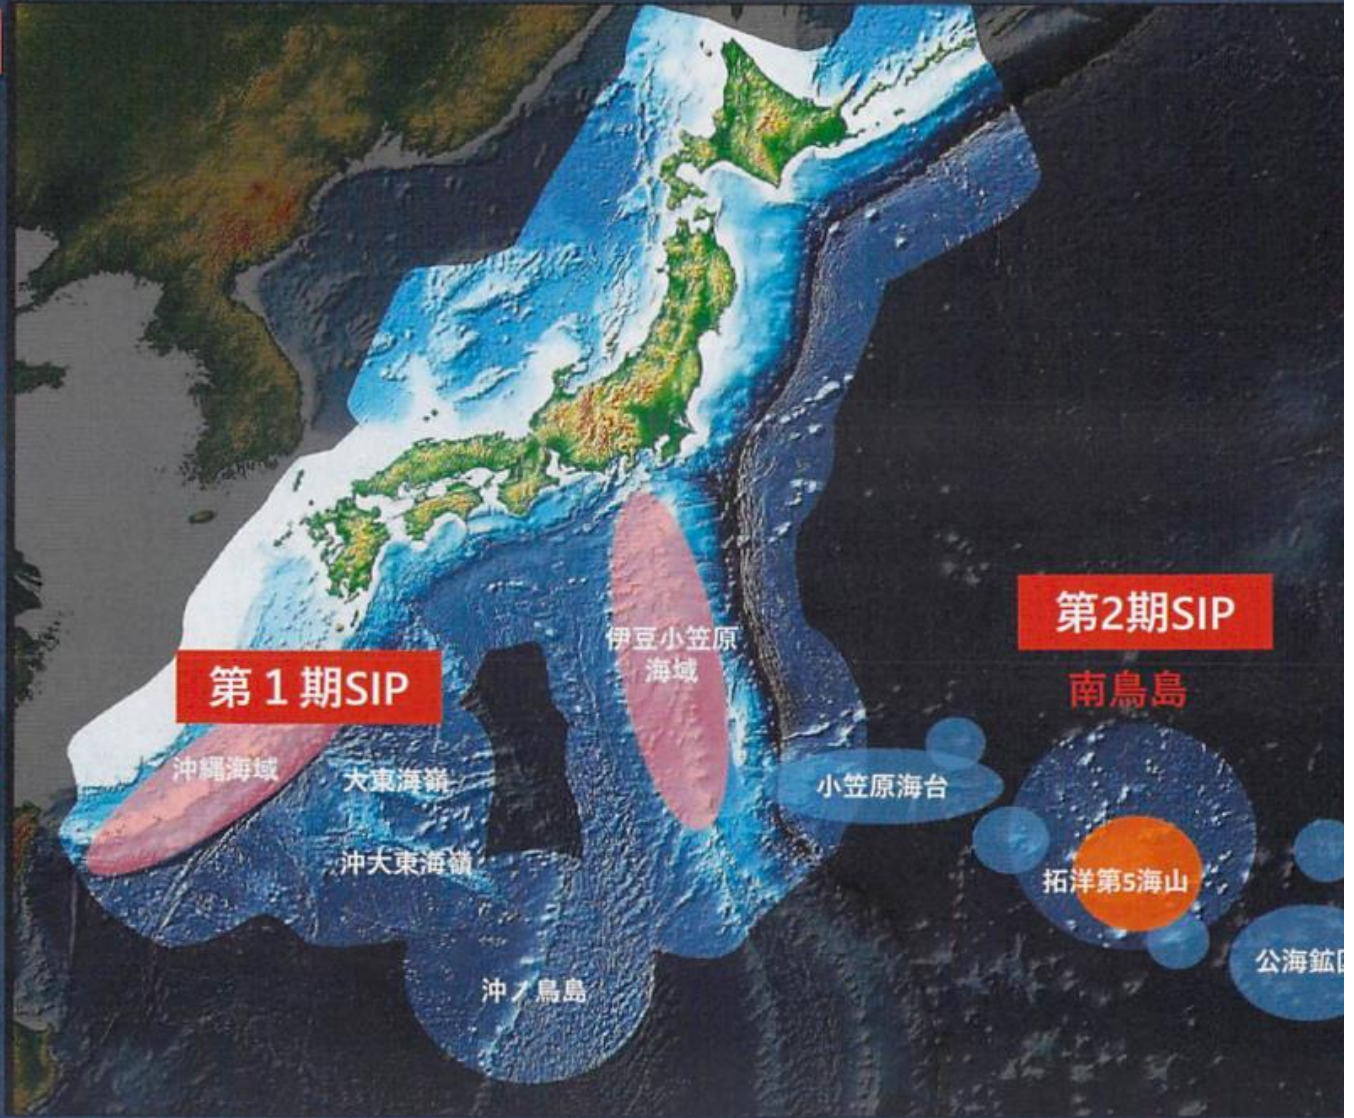 第2期SIP
南鳥島
伊豆小笠原
海域
第１期SIP
沖縄海域
大東海嶺
小笠原海台
沖大東海嶺
拓洋第5海山
公海鉱
沖ノ鳥島